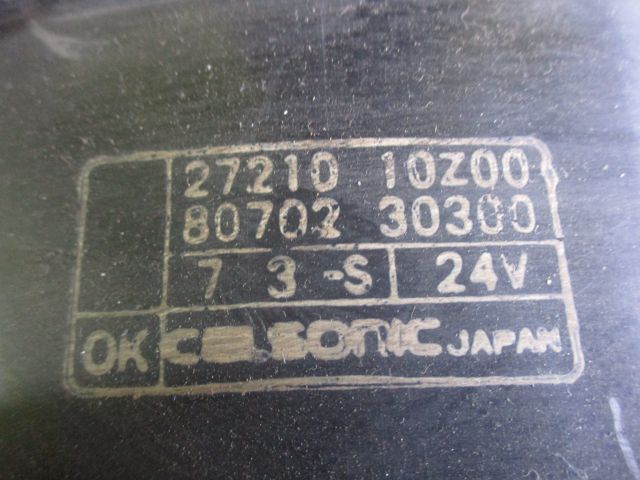 27210 10Z00
80702 30300
7 3 -S 24V
OK CALSONIC JAPAN